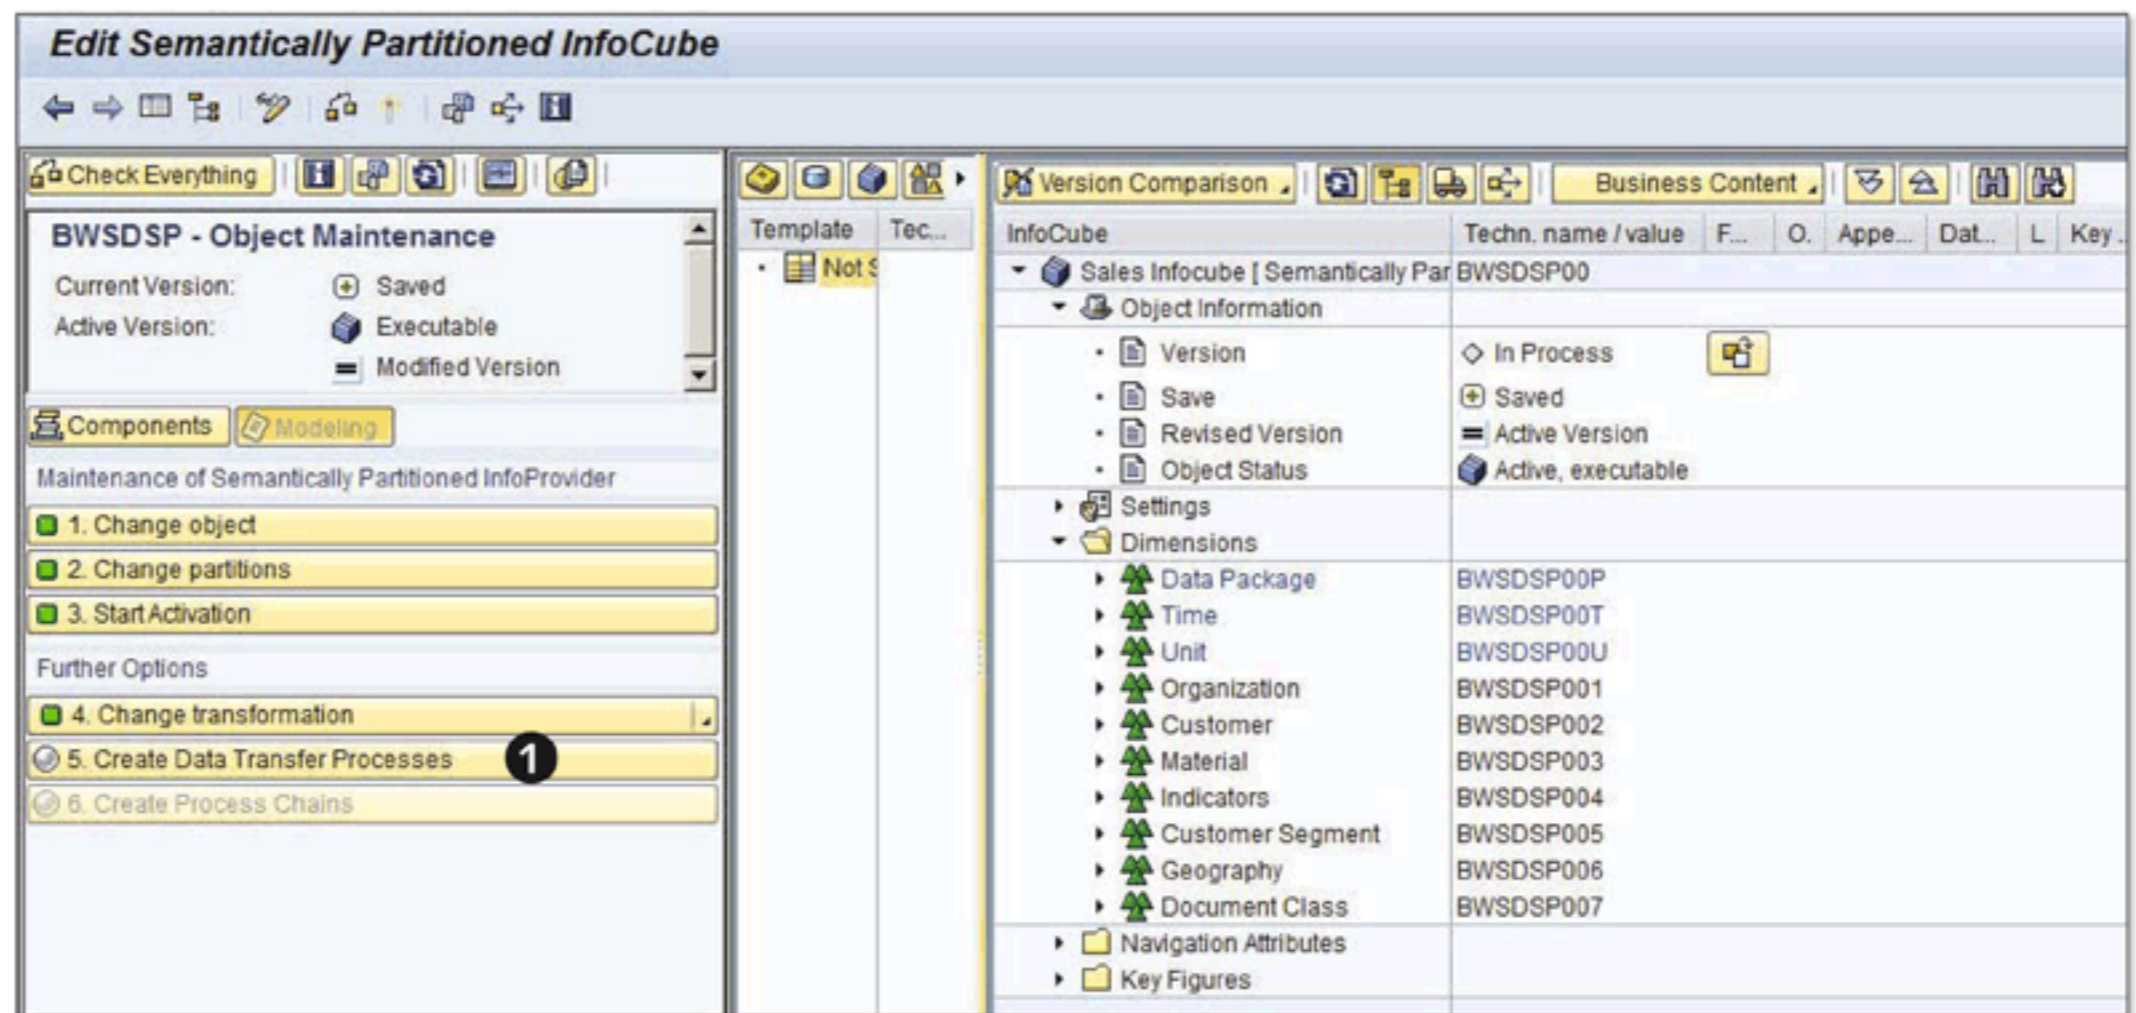 Edit Semantically Partitioned InfoCube
Check Everything
BWSDSP - Object Maintenance
Current Version: Saved
Active Version: Executable
Modified Version
Components Modeling
Maintenance of Semantically Partitioned InfoProvider
1. Change object
2. Change partitions
3. Start Activation
Further Options
4. Change transformation
5. Create Data Transfer Processes 1
6. Create Process Chains
Template Tec...
Not S
Version Comparison Business Content
InfoCube Techn. name / value F... O. Appe... Dat... L Key ..
Sales Infocube [ Semantically Par BWSDSP00
Object Information
Version In Process
Save Saved
Revised Version Active Version
Object Status Active, executable
Settings
Dimensions
Data Package BWSDSP00P
Time BWSDSP00T
Unit BWSDSP00U
Organization BWSDSP001
Customer BWSDSP002
Material BWSDSP003
Indicators BWSDSP004
Customer Segment BWSDSP005
Geography BWSDSP006
Document Class BWSDSP007
Navigation Attributes
Key Figures